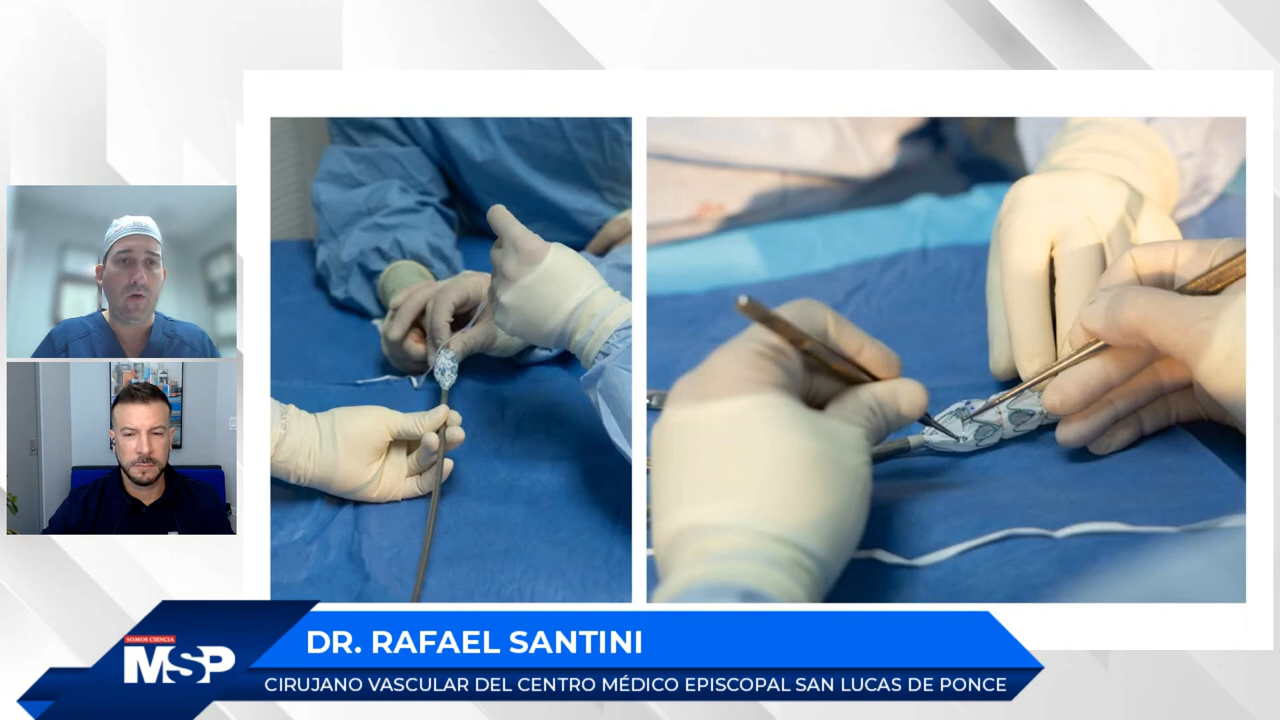 DR. RAFAEL SANTINI
SOMOS CIENCIA
MSP
CIRUJANO VASCULAR DEL CENTRO MÉDICO EPISCOPAL SAN LUCAS DE PONCE